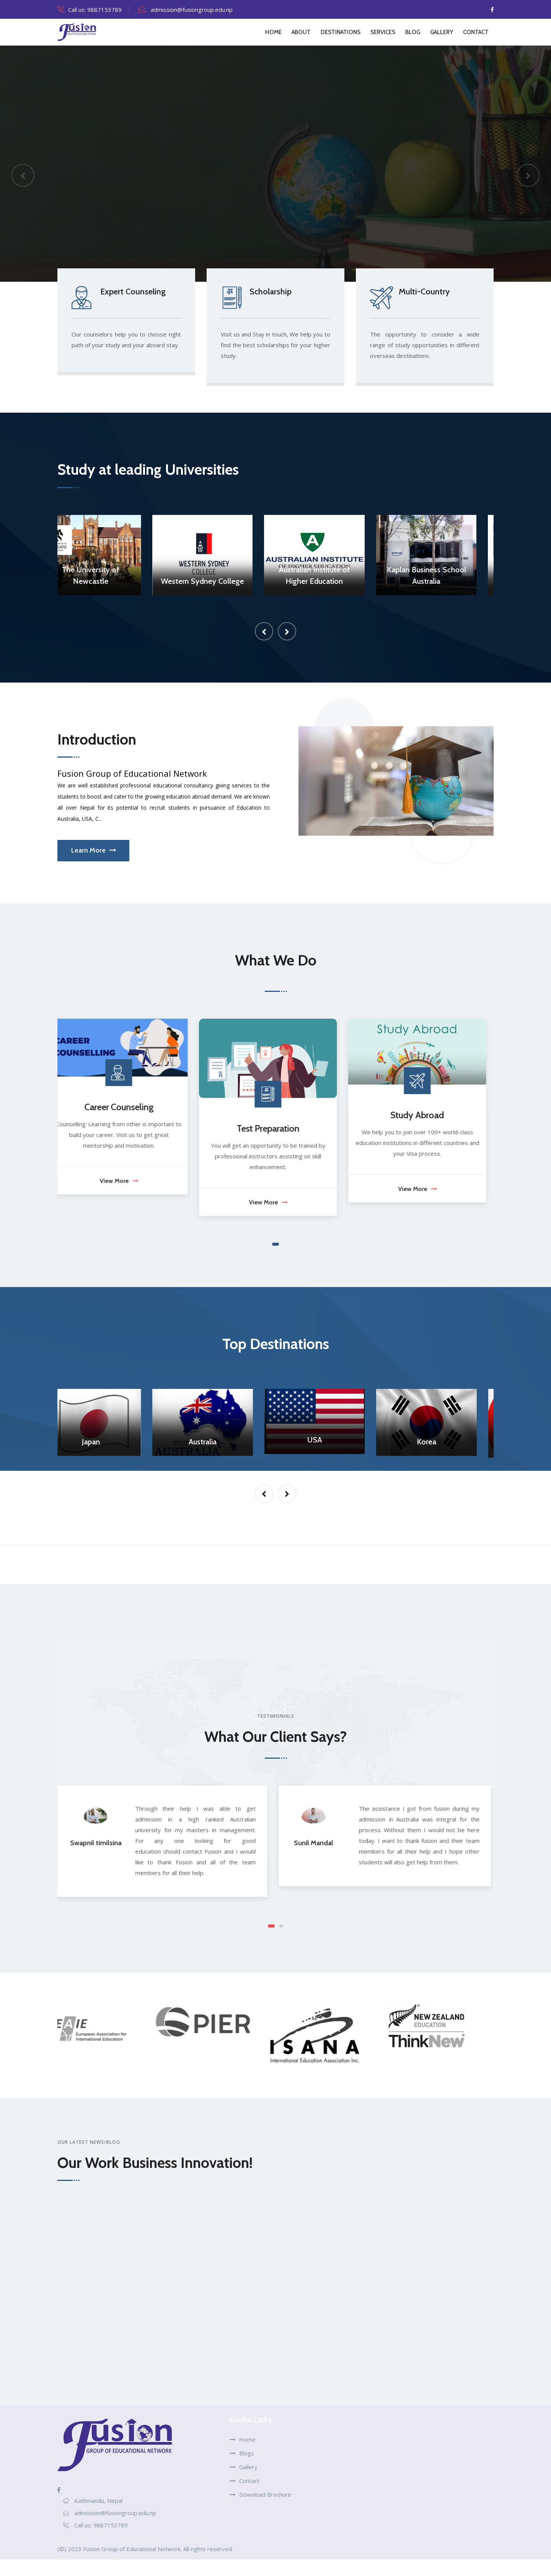 Call us: 9887153789
admission@fusiongroup.edu.np
Fusion
HOME
ABOUT
DESTINATIONS
SERVICES
BLOG
GALLERY
CONTACT
Expert Counseling
Our counselors help you to chosse right
path of your study and your aboard stay.
Scholarship
Visit us and Stay in touch, We help you to
find the best scholarships for your higher
study.
Multi-Country
The opportunity to consider a wide
range of study opportunities in different
overseas destinations.
Study at leading Universities
The University of
Newcastle
WESTERN SYDNEY
COLLEGE
Western Sydney College
AUSTRALIAN INSTITUTE
OF HIGHER EDUCATION
Australian Institute of
Higher Education
Kaplan Business School
Australia
Introduction
Fusion Group of Educational Network
We are well established professional educational consultancy giving services to the
students to boost and cater to the growing education abroad demand. We are known
all over Nepal for its potential to recruit students in pursuance of Education to
Australia, USA, C...
Learn More
What We Do
CAREER
COUNSELLING
Career Counseling
Counselling: Learning from other is important to
build your career. Visit us to get great
mentorship and motivation.
View More
Test Preparation
You will get an opportunity to be trained by
professional instructors assisting on skill
enhancement.
View More
Study Abroad
Study Abroad
We help you to join over 100+ world-class
education institutions in different countries and
your Visa process.
View More
Top Destinations
Japan
AUSTRALIA
Australia
USA
Korea
TESTIMONIALS
What Our Client Says?
Swapnil timilsina
Through their help I was able to get
admission in a high ranked Australian
university for my masters in management.
For any one looking for good
education should contact Fusion and I would
like to thank Fusion and all of the team
members for all their help.
Sunil Mandal
The assistance I got from fusion during my
admission in Australia was integral for the
process. Without them I would not be here
today. I want to thank fusion and their team
members for all their help and I hope other
students will also get help from them.
EAIE
European Association for
International Education
PIER
ISANA
International Education Association Inc.
NEW ZEALAND
EDUCATION
Think New
OUR LATEST NEWS/BLOG
Our Work Business Innovation!
Fusion
GROUP OF EDUCATIONAL NETWORK
Kathmandu, Nepal
admission@fusiongroup.edu.np
Call us: 9887153789
Useful Links
Home
Blogs
Gallery
Contact
Download Brochure
(©) 2023 Fusion Group of Educational Network. All rights reserved.